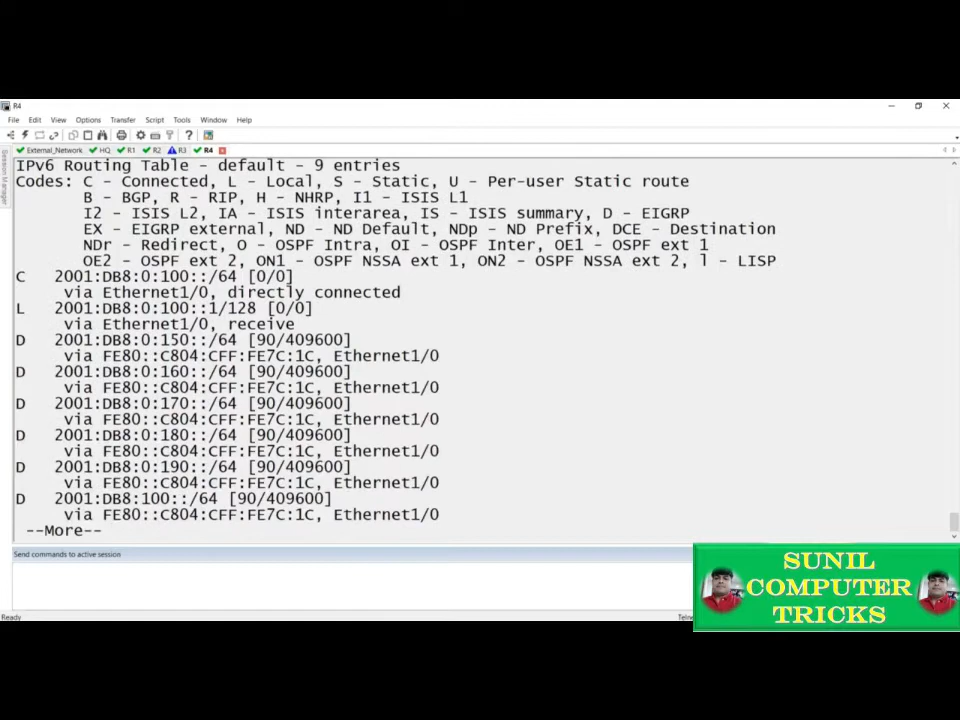 R4
File Edit View Options Transfer Script Tools Window Help
External_Network HQ R1 R2 R3 R4
Session Manager
IPv6 Routing Table - default - 9 entries
Codes: C - Connected, L - Local, S - Static, U - Per-user Static route
B - BGP, R - RIP, H - NHRP, I1 - ISIS L1
I2 - ISIS L2, IA - ISIS interarea, IS - ISIS summary, D - EIGRP
EX - EIGRP external, ND - ND Default, NDp - ND Prefix, DCE - Destination
NDr - Redirect, O - OSPF Intra, OI - OSPF Inter, OE1 - OSPF ext 1
OE2 - OSPF ext 2, ON1 - OSPF NSSA ext 1, ON2 - OSPF NSSA ext 2, l - LISP
C 2001:DB8:0:100::/64 [0/0]
via Ethernet1/0, directly connected
L 2001:DB8:0:100::1/128 [0/0]
via Ethernet1/0, receive
D 2001:DB8:0:150::/64 [90/409600]
via FE80::C804:CFF:FE7C:1C, Ethernet1/0
D 2001:DB8:0:160::/64 [90/409600]
via FE80::C804:CFF:FE7C:1C, Ethernet1/0
D 2001:DB8:0:170::/64 [90/409600]
via FE80::C804:CFF:FE7C:1C, Ethernet1/0
D 2001:DB8:0:180::/64 [90/409600]
via FE80::C804:CFF:FE7C:1C, Ethernet1/0
D 2001:DB8:0:190::/64 [90/409600]
via FE80::C804:CFF:FE7C:1C, Ethernet1/0
D 2001:DB8:100::/64 [90/409600]
via FE80::C804:CFF:FE7C:1C, Ethernet1/0
--More--
Send commands to active session
SUNIL
COMPUTER
TRICKS
Ready